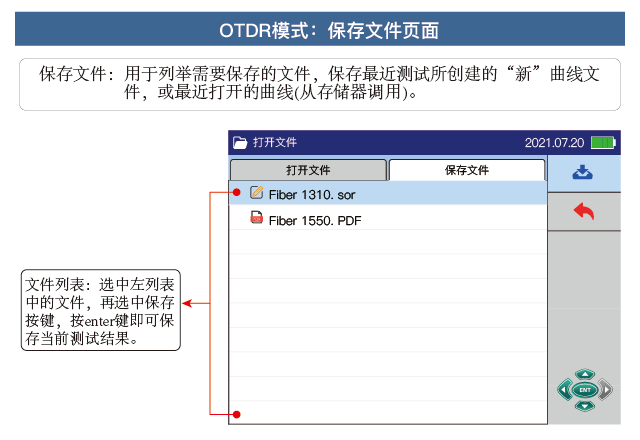 OTDR模式：保存文件页面
保存文件：用于列举需要保存的文件，保存最近测试所创建的“新”曲线文
件，或最近打开的曲线(从存储器调用)。
打开文件 2021.07.20
打开文件 保存文件
Fiber 1310. sor
Fiber 1550. PDF
文件列表：选中左列表
中的文件，再选中保存
按键，按enter键即可保
存当前测试结果。
ENT